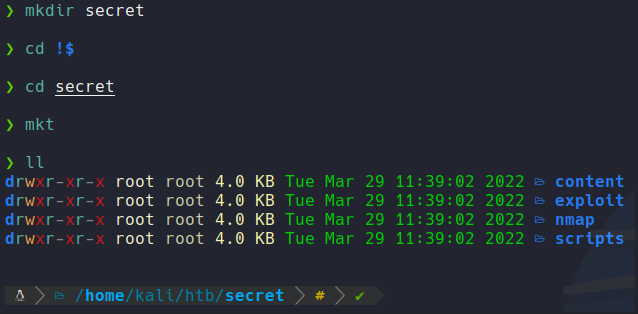 ❯ mkdir secret
❯ cd !$
❯ cd secret
❯ mkt
❯ ll
drwxr-xr-x root root 4.0 KB Tue Mar 29 11:39:02 2022 content
drwxr-xr-x root root 4.0 KB Tue Mar 29 11:39:02 2022 exploit
drwxr-xr-x root root 4.0 KB Tue Mar 29 11:39:02 2022 nmap
drwxr-xr-x root root 4.0 KB Tue Mar 29 11:39:02 2022 scripts
/home/kali/htb/secret # ✔